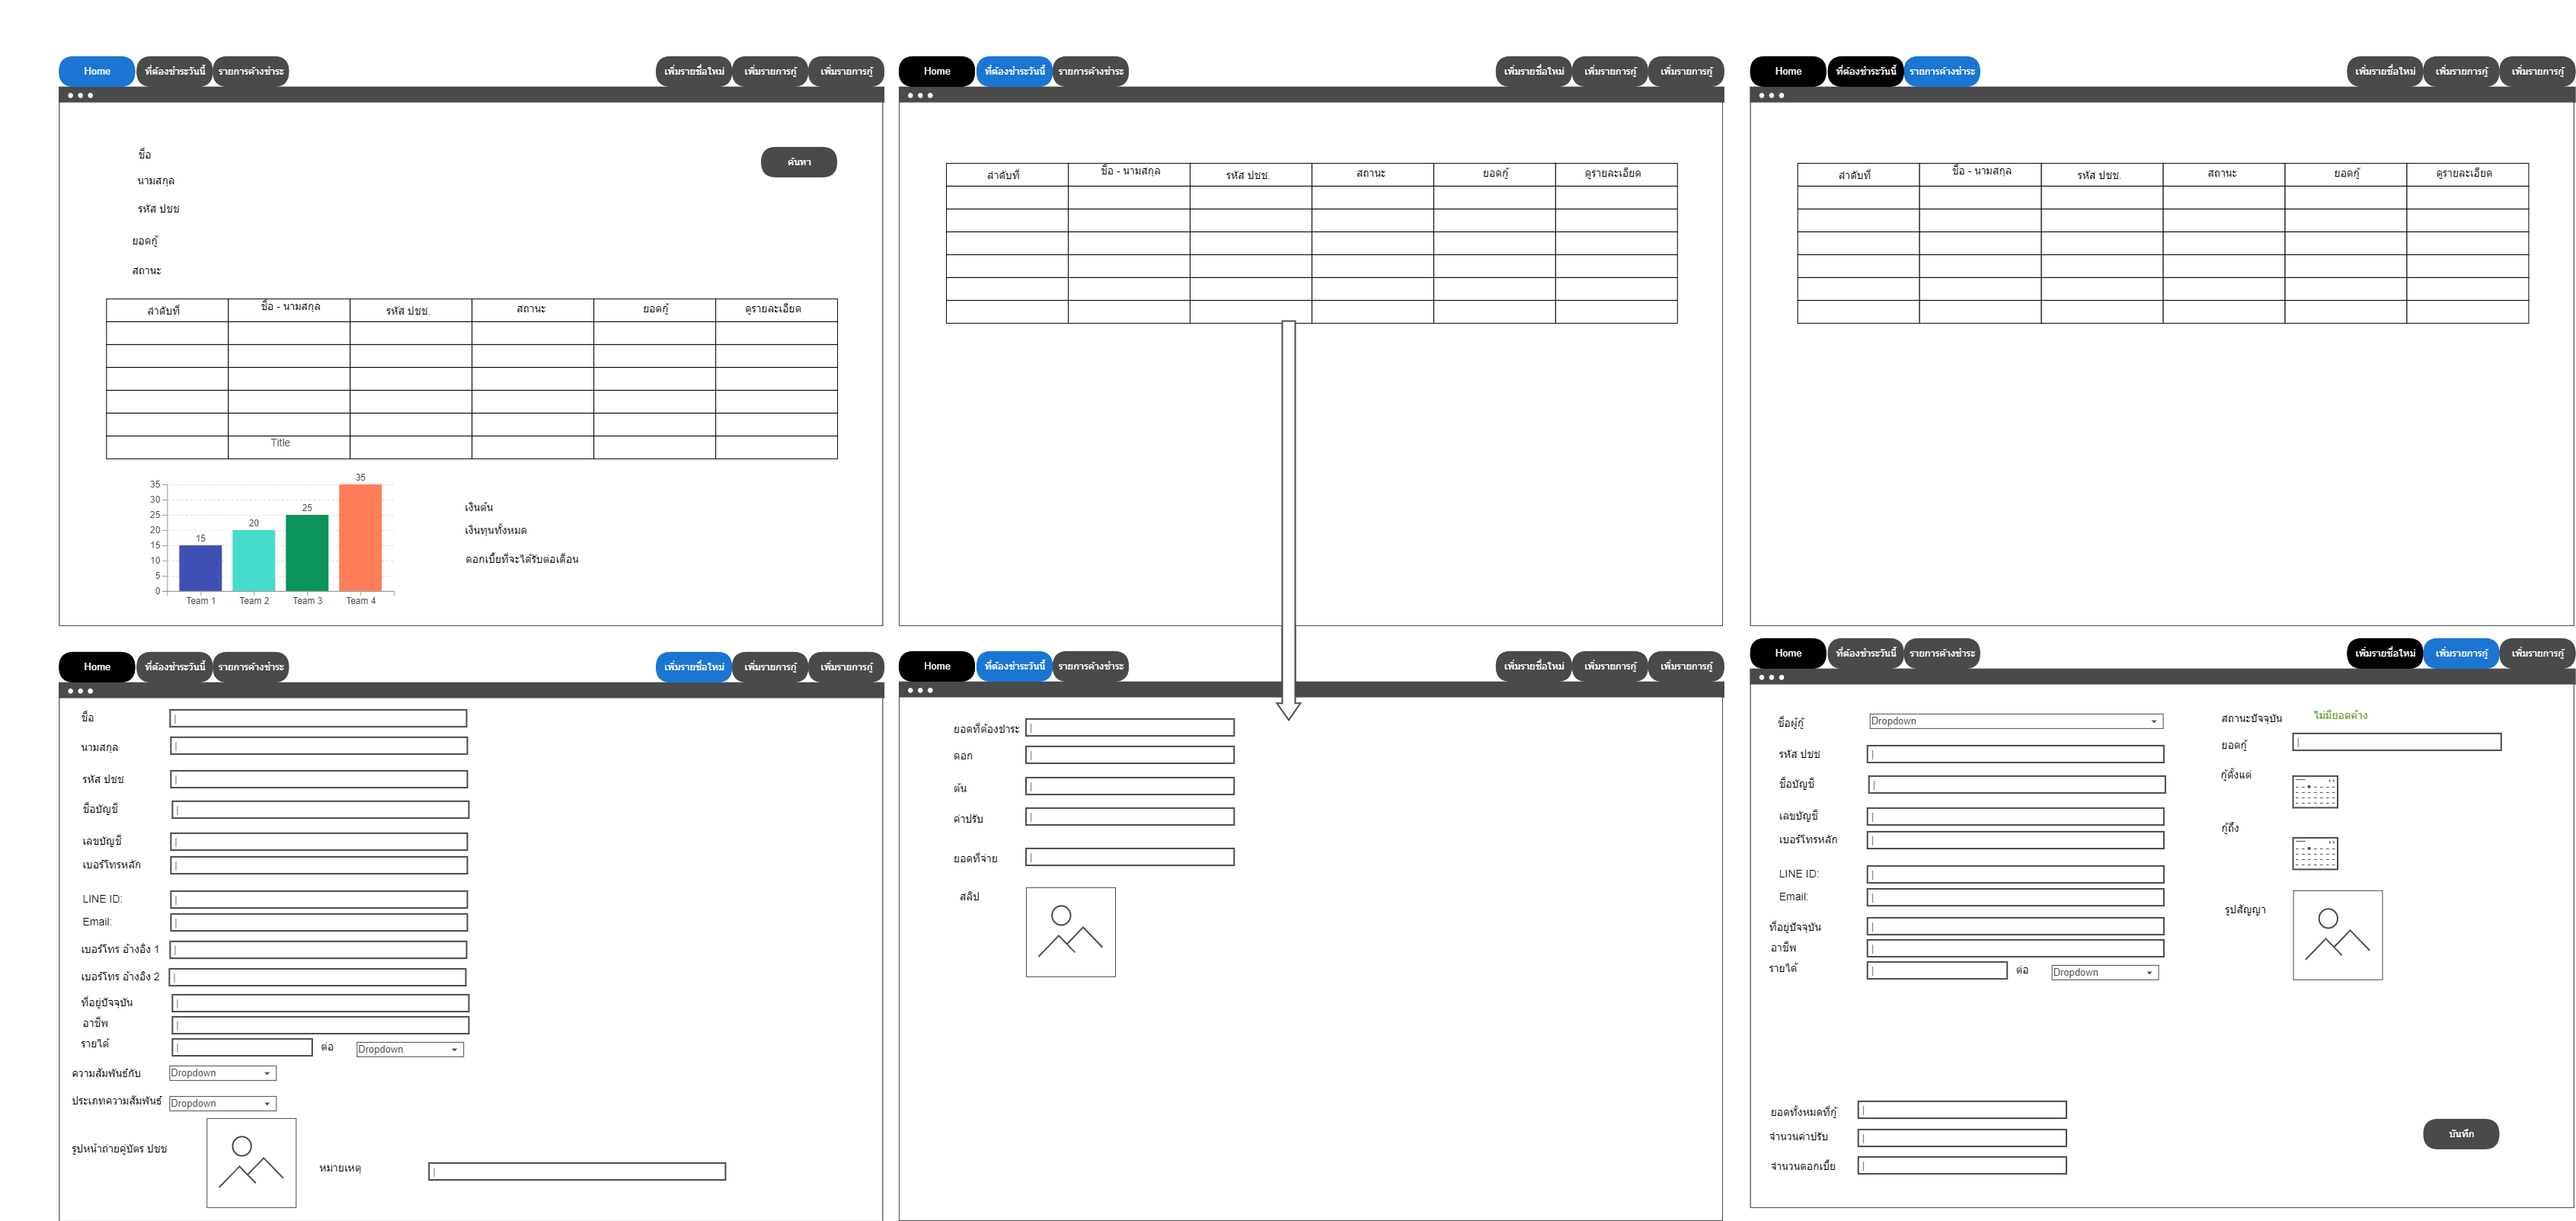 Home ที่ต้องชำระวันนี้ รายการค้างชำระ เพิ่มรายชื่อใหม่ เพิ่มรายการกู้ เพิ่มรายการกู้
ชื่อ
ค้นหา
นามสกุล
รหัส ปชช
ยอดกู้
สถานะ
ลำดับที่ ชื่อ - นามสกุล รหัส ปชช. สถานะ ยอดกู้ ดูรายละเอียด
Title
35
30
25
20
15
10
5
0
15
20
25
35
Team 1 Team 2 Team 3 Team 4
เงินต้น
เงินทุนทั้งหมด
ดอกเบี้ยที่จะได้รับต่อเดือน
Home ที่ต้องชำระวันนี้ รายการค้างชำระ เพิ่มรายชื่อใหม่ เพิ่มรายการกู้ เพิ่มรายการกู้
ลำดับที่ ชื่อ - นามสกุล รหัส ปชช. สถานะ ยอดกู้ ดูรายละเอียด
Home ที่ต้องชำระวันนี้ รายการค้างชำระ เพิ่มรายชื่อใหม่ เพิ่มรายการกู้ เพิ่มรายการกู้
ลำดับที่ ชื่อ - นามสกุล รหัส ปชช. สถานะ ยอดกู้ ดูรายละเอียด
Home ที่ต้องชำระวันนี้ รายการค้างชำระ เพิ่มรายชื่อใหม่ เพิ่มรายการกู้ เพิ่มรายการกู้
ชื่อ
นามสกุล
รหัส ปชช
ชื่อบัญชี
เลขบัญชี
เบอร์โทรหลัก
LINE ID:
Email:
เบอร์โทร อ้างอิง 1
เบอร์โทร อ้างอิง 2
ที่อยู่ปัจจุบัน
อาชีพ
รายได้ ต่อ Dropdown
ความสัมพันธ์กับ Dropdown
ประเภทความสัมพันธ์ Dropdown
รูปหน้าถ่ายคู่บัตร ปชช
หมายเหตุ
Home ที่ต้องชำระวันนี้ รายการค้างชำระ เพิ่มรายชื่อใหม่ เพิ่มรายการกู้ เพิ่มรายการกู้
ยอดที่ต้องชำระ
ดอก
ต้น
ค่าปรับ
ยอดที่จ่าย
สลิป
Home ที่ต้องชำระวันนี้ รายการค้างชำระ เพิ่มรายชื่อใหม่ เพิ่มรายการกู้ เพิ่มรายการกู้
ชื่อผู้กู้ Dropdown
รหัส ปชช
ชื่อบัญชี
เลขบัญชี
เบอร์โทรหลัก
LINE ID:
Email:
ที่อยู่ปัจจุบัน
อาชีพ
รายได้ ต่อ Dropdown
สถานะปัจจุบัน ไม่มียอดค้าง
ยอดกู้
กู้ตั้งแต่
กู้ถึง
รูปสัญญา
ยอดทั้งหมดที่กู้
จำนวนค่าปรับ
จำนวนดอกเบี้ย
บันทึก